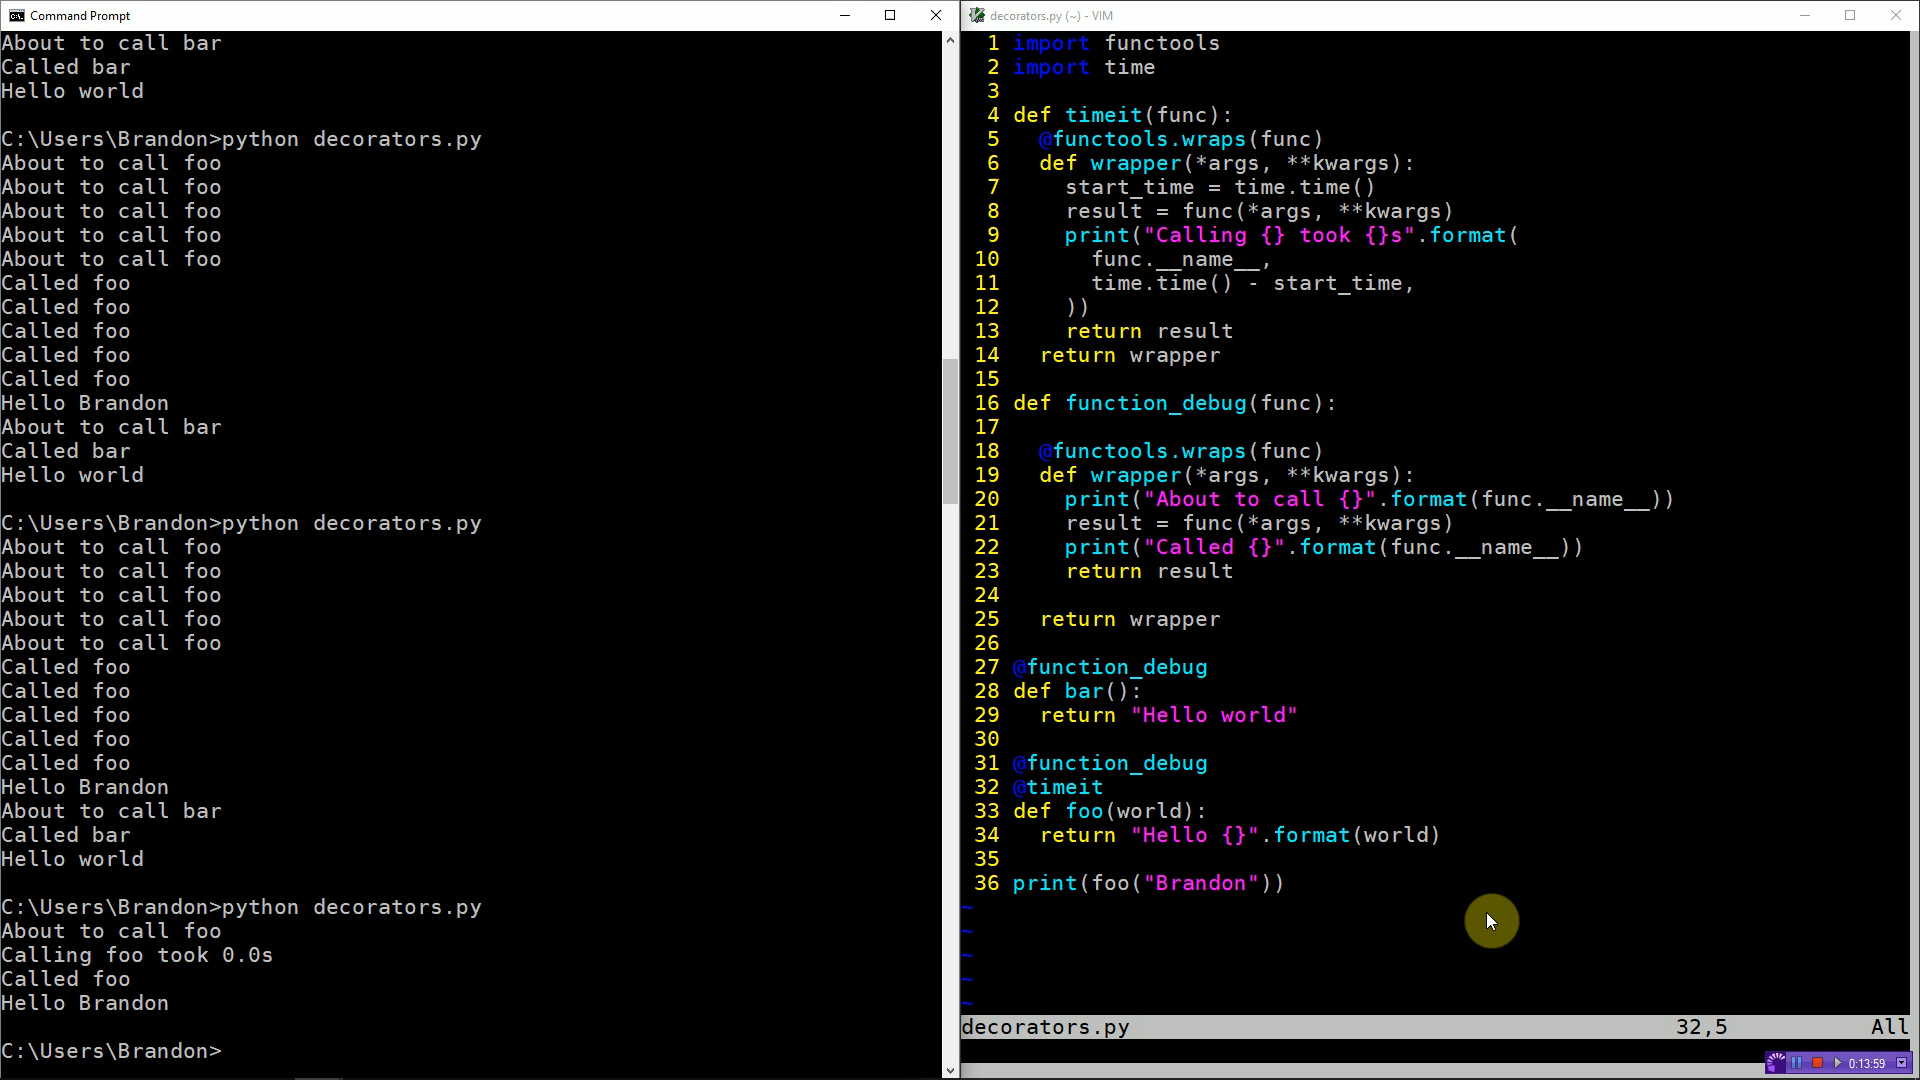 Command Prompt
About to call bar
Called bar
Hello world
C:\Users\Brandon>python decorators.py
About to call foo
About to call foo
About to call foo
About to call foo
About to call foo
Called foo
Called foo
Called foo
Called foo
Called foo
Hello Brandon
About to call bar
Called bar
Hello world
C:\Users\Brandon>python decorators.py
About to call foo
About to call foo
About to call foo
About to call foo
About to call foo
Called foo
Called foo
Called foo
Called foo
Called foo
Hello Brandon
About to call bar
Called bar
Hello world
C:\Users\Brandon>python decorators.py
About to call foo
Calling foo took 0.0s
Called foo
Hello Brandon
C:\Users\Brandon>
decorators.py (~) - VIM
1 import functools
2 import time
3
4 def timeit(func):
5   @functools.wraps(func)
6   def wrapper(*args, **kwargs):
7     start_time = time.time()
8     result = func(*args, **kwargs)
9     print("Calling {} took {}s".format(
10       func.__name__,
11       time.time() - start_time,
12     ))
13     return result
14   return wrapper
15
16 def function_debug(func):
17
18   @functools.wraps(func)
19   def wrapper(*args, **kwargs):
20     print("About to call {}".format(func.__name__))
21     result = func(*args, **kwargs)
22     print("Called {}".format(func.__name__))
23     return result
24
25   return wrapper
26
27 @function_debug
28 def bar():
29   return "Hello world"
30
31 @function_debug
32 @timeit
33 def foo(world):
34   return "Hello {}".format(world)
35
36 print(foo("Brandon"))
~
~
~
~
~
decorators.py 32,5 All
0:13:59